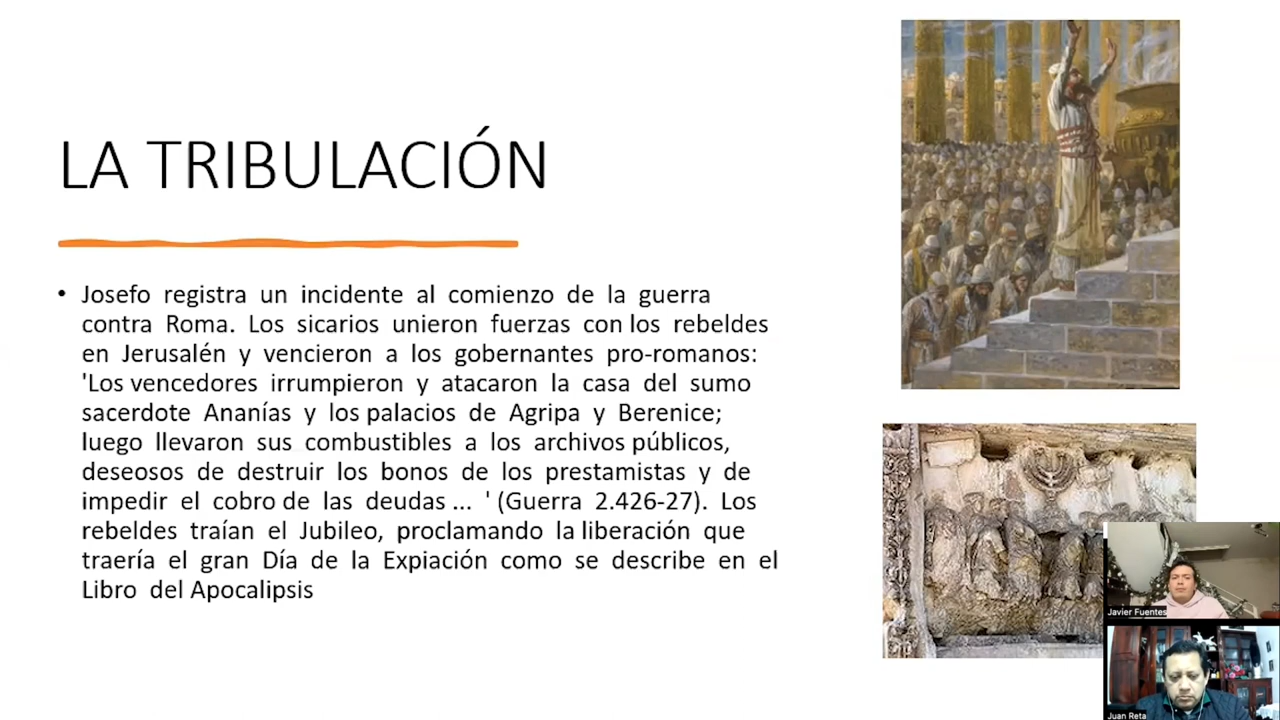 LA TRIBULACIÓN
• Josefo registra un incidente al comienzo de la guerra
contra Roma. Los sicarios unieron fuerzas con los rebeldes
en Jerusalén y vencieron a los gobernantes pro-romanos:
'Los vencedores irrumpieron y atacaron la casa del sumo
sacerdote Ananías y los palacios de Agripa y Berenice;
luego llevaron sus combustibles a los archivos públicos,
deseosos de destruir los bonos de los prestamistas y de
impedir el cobro de las deudas ... ' (Guerra 2.426-27). Los
rebeldes traían el Jubileo, proclamando la liberación que
traería el gran Día de la Expiación como se describe en el
Libro del Apocalipsis
Javier Fuentes
Juan Reta